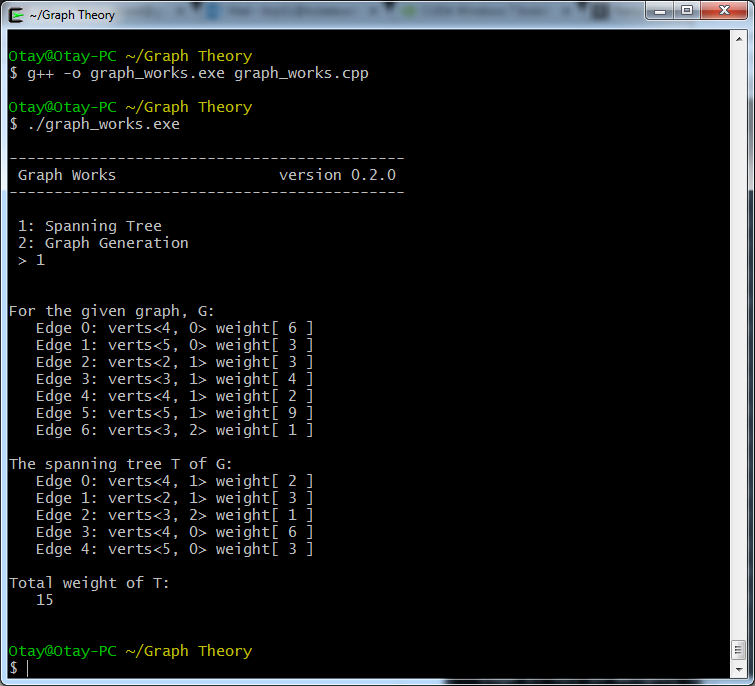 ~/Graph Theory
Otay@Otay-PC ~/Graph Theory
$ g++ -o graph_works.exe graph_works.cpp
Otay@Otay-PC ~/Graph Theory
$ ./graph_works.exe
--------------------------------------------
Graph Works                  version 0.2.0
--------------------------------------------
1: Spanning Tree
2: Graph Generation
> 1
For the given graph, G:
Edge 0: verts<4, 0> weight[ 6 ]
Edge 1: verts<5, 0> weight[ 3 ]
Edge 2: verts<2, 1> weight[ 3 ]
Edge 3: verts<3, 1> weight[ 4 ]
Edge 4: verts<4, 1> weight[ 2 ]
Edge 5: verts<5, 1> weight[ 9 ]
Edge 6: verts<3, 2> weight[ 1 ]
The spanning tree T of G:
Edge 0: verts<4, 1> weight[ 2 ]
Edge 1: verts<2, 1> weight[ 3 ]
Edge 2: verts<3, 2> weight[ 1 ]
Edge 3: verts<4, 0> weight[ 6 ]
Edge 4: verts<5, 0> weight[ 3 ]
Total weight of T:
15
Otay@Otay-PC ~/Graph Theory
$